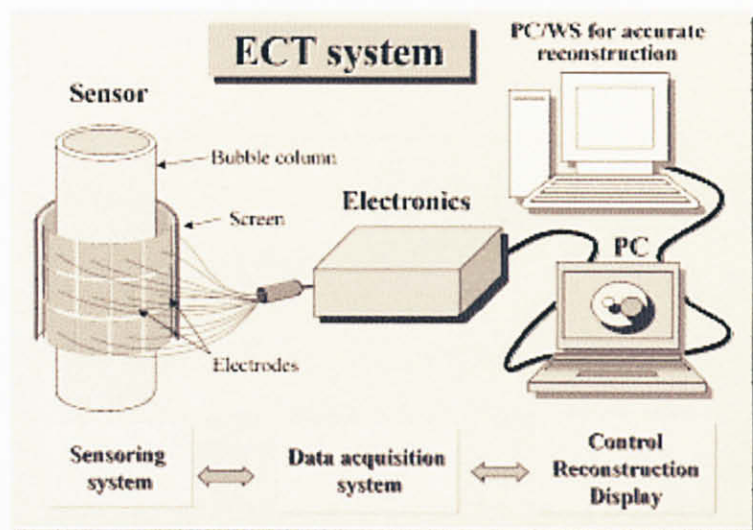 ECT system
PC/WS for accurate
reconstruction
Sensor
Bubble column
Screen
Electronics
PC
Electrodes
Sensoring
system
Data acquisition
system
Control
Reconstruction
Display